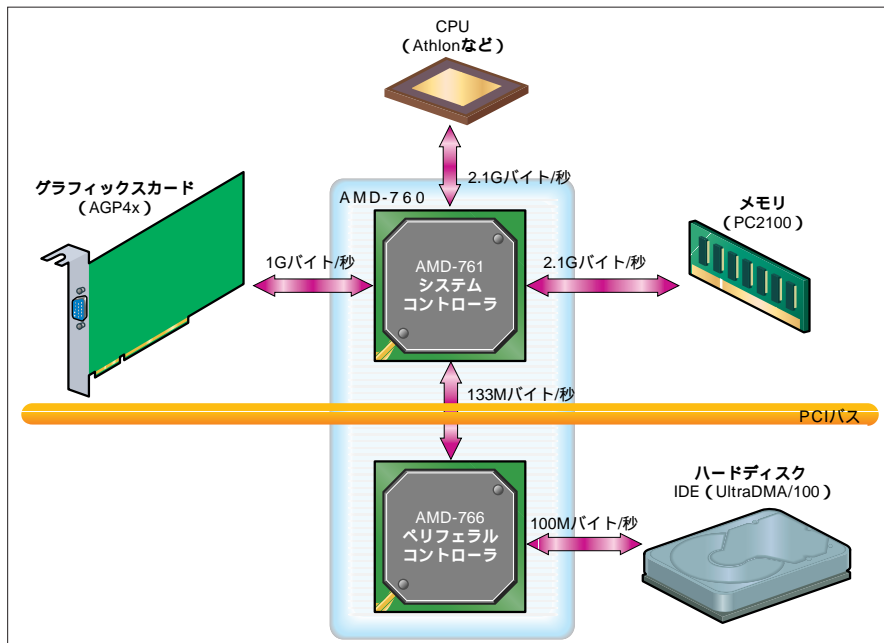 CPU
（Athlonなど）
2.1Gバイト/秒
AMD-760
グラフィックスカード
（AGP4x）
メモリ
（PC2100）
1Gバイト/秒
AMD-761
システム
コントローラ
2.1Gバイト/秒
133Mバイト/秒
PCIバス
ハードディスク
IDE（UltraDMA/100）
AMD-766
ペリフェラル
コントローラ
100Mバイト/秒